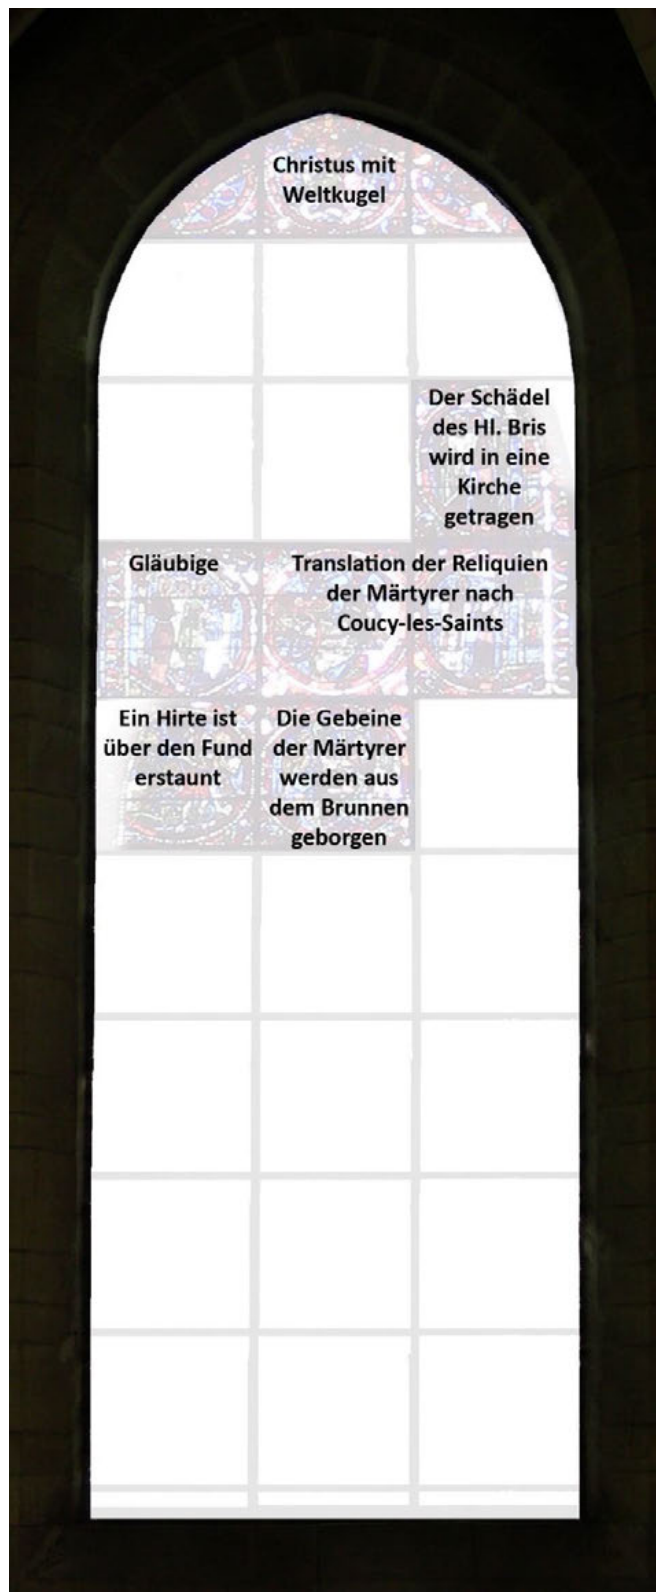 Christus mit
Weltkugel
Der Schädel
des Hl. Bris
wird in eine
Kirche
getragen
Gläubige
Translation der Reliquien
der Märtyrer nach
Coucy-les-Saints
Ein Hirte ist
über den Fund
erstaunt
Die Gebeine
der Märtyrer
werden aus
dem Brunnen
geborgen